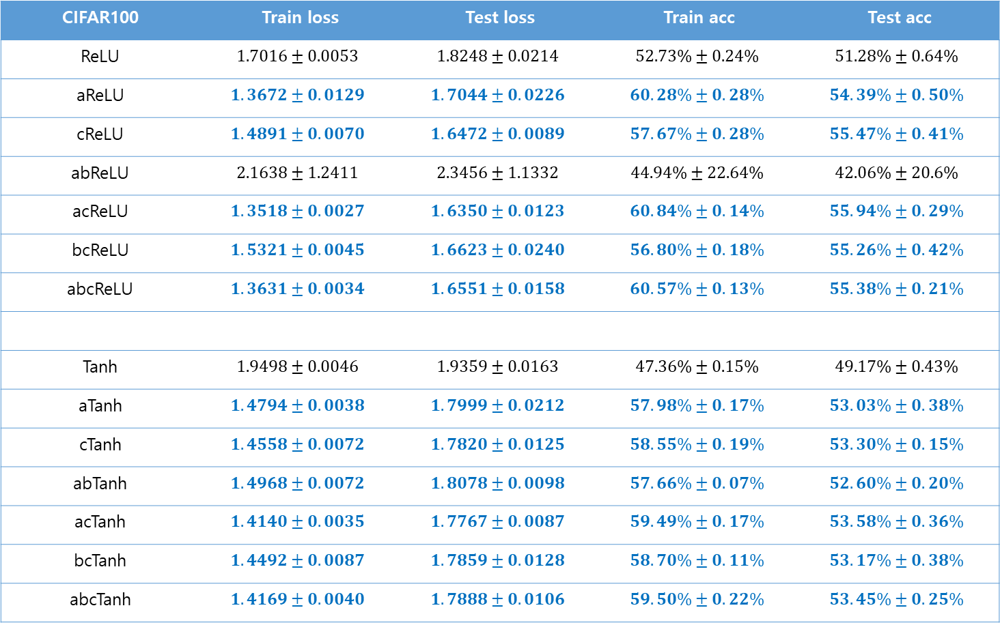 CIFAR100 Train loss Test loss Train acc Test acc
ReLU 1.7016 ± 0.0053 1.8248 ± 0.0214 52.73% ± 0.24% 51.28% ± 0.64%
aReLU 1.3672 ± 0.0129 1.7044 ± 0.0226 60.28% ± 0.28% 54.39% ± 0.50%
cReLU 1.4891 ± 0.0070 1.6472 ± 0.0089 57.67% ± 0.28% 55.47% ± 0.41%
abReLU 2.1638 ± 1.2411 2.3456 ± 1.1332 44.94% ± 22.64% 42.06% ± 20.6%
acReLU 1.3518 ± 0.0027 1.6350 ± 0.0123 60.84% ± 0.14% 55.94% ± 0.29%
bcReLU 1.5321 ± 0.0045 1.6623 ± 0.0240 56.80% ± 0.18% 55.26% ± 0.42%
abcReLU 1.3631 ± 0.0034 1.6551 ± 0.0158 60.57% ± 0.13% 55.38% ± 0.21%
Tanh 1.9498 ± 0.0046 1.9359 ± 0.0163 47.36% ± 0.15% 49.17% ± 0.43%
aTanh 1.4794 ± 0.0038 1.7999 ± 0.0212 57.98% ± 0.17% 53.03% ± 0.38%
cTanh 1.4558 ± 0.0072 1.7820 ± 0.0125 58.55% ± 0.19% 53.30% ± 0.15%
abTanh 1.4968 ± 0.0072 1.8078 ± 0.0098 57.66% ± 0.07% 52.60% ± 0.20%
acTanh 1.4140 ± 0.0035 1.7767 ± 0.0087 59.49% ± 0.17% 53.58% ± 0.36%
bcTanh 1.4492 ± 0.0087 1.7859 ± 0.0128 58.70% ± 0.11% 53.17% ± 0.38%
abcTanh 1.4169 ± 0.0040 1.7888 ± 0.0106 59.50% ± 0.22% 53.45% ± 0.25%